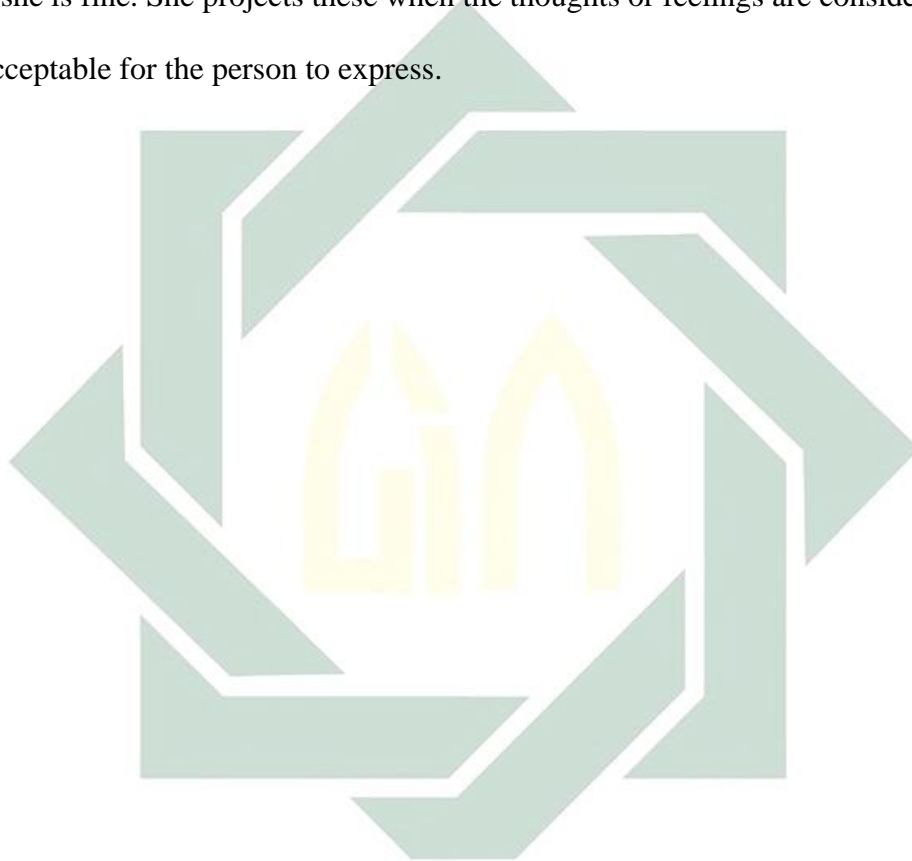 she is fine. She projects these when the thoughts or feelings are conside
cceptable for the person to express.
UIN